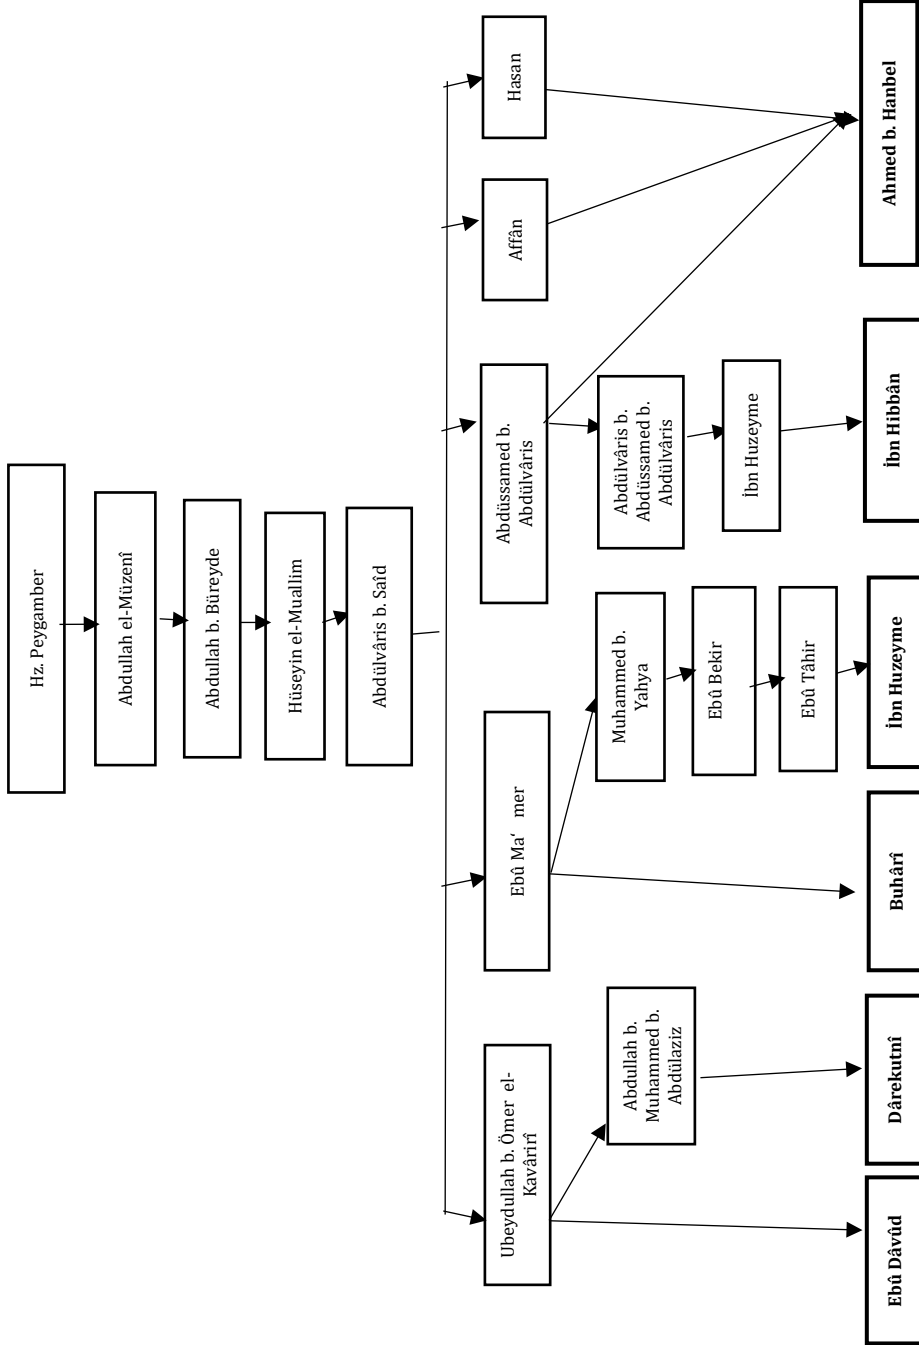 Hz. Peygamber
Abdullah el-Müzenî
Abdullah b. Büreyde
Hüseyin el-Muallim
Abdülvâris b. Saîd
Ubeydullah b. Ömer el-
Kavârirî
Ebû Ma‘ mer
Abdüssamed b.
Abdülvâris
Affân
Hasan
Abdullah b.
Muhammed b.
Abdülaziz
Muhammed b.
Yahya
Abdülvâris b.
Abdüssamed b.
Abdülvâris
Ebû Bekir
İbn Huzeyme
Ebû Tâhir
Ebû Dâvûd
Dârekutnî
Buhârî
İbn Huzeyme
İbn Hibbân
Ahmed b. Hanbel